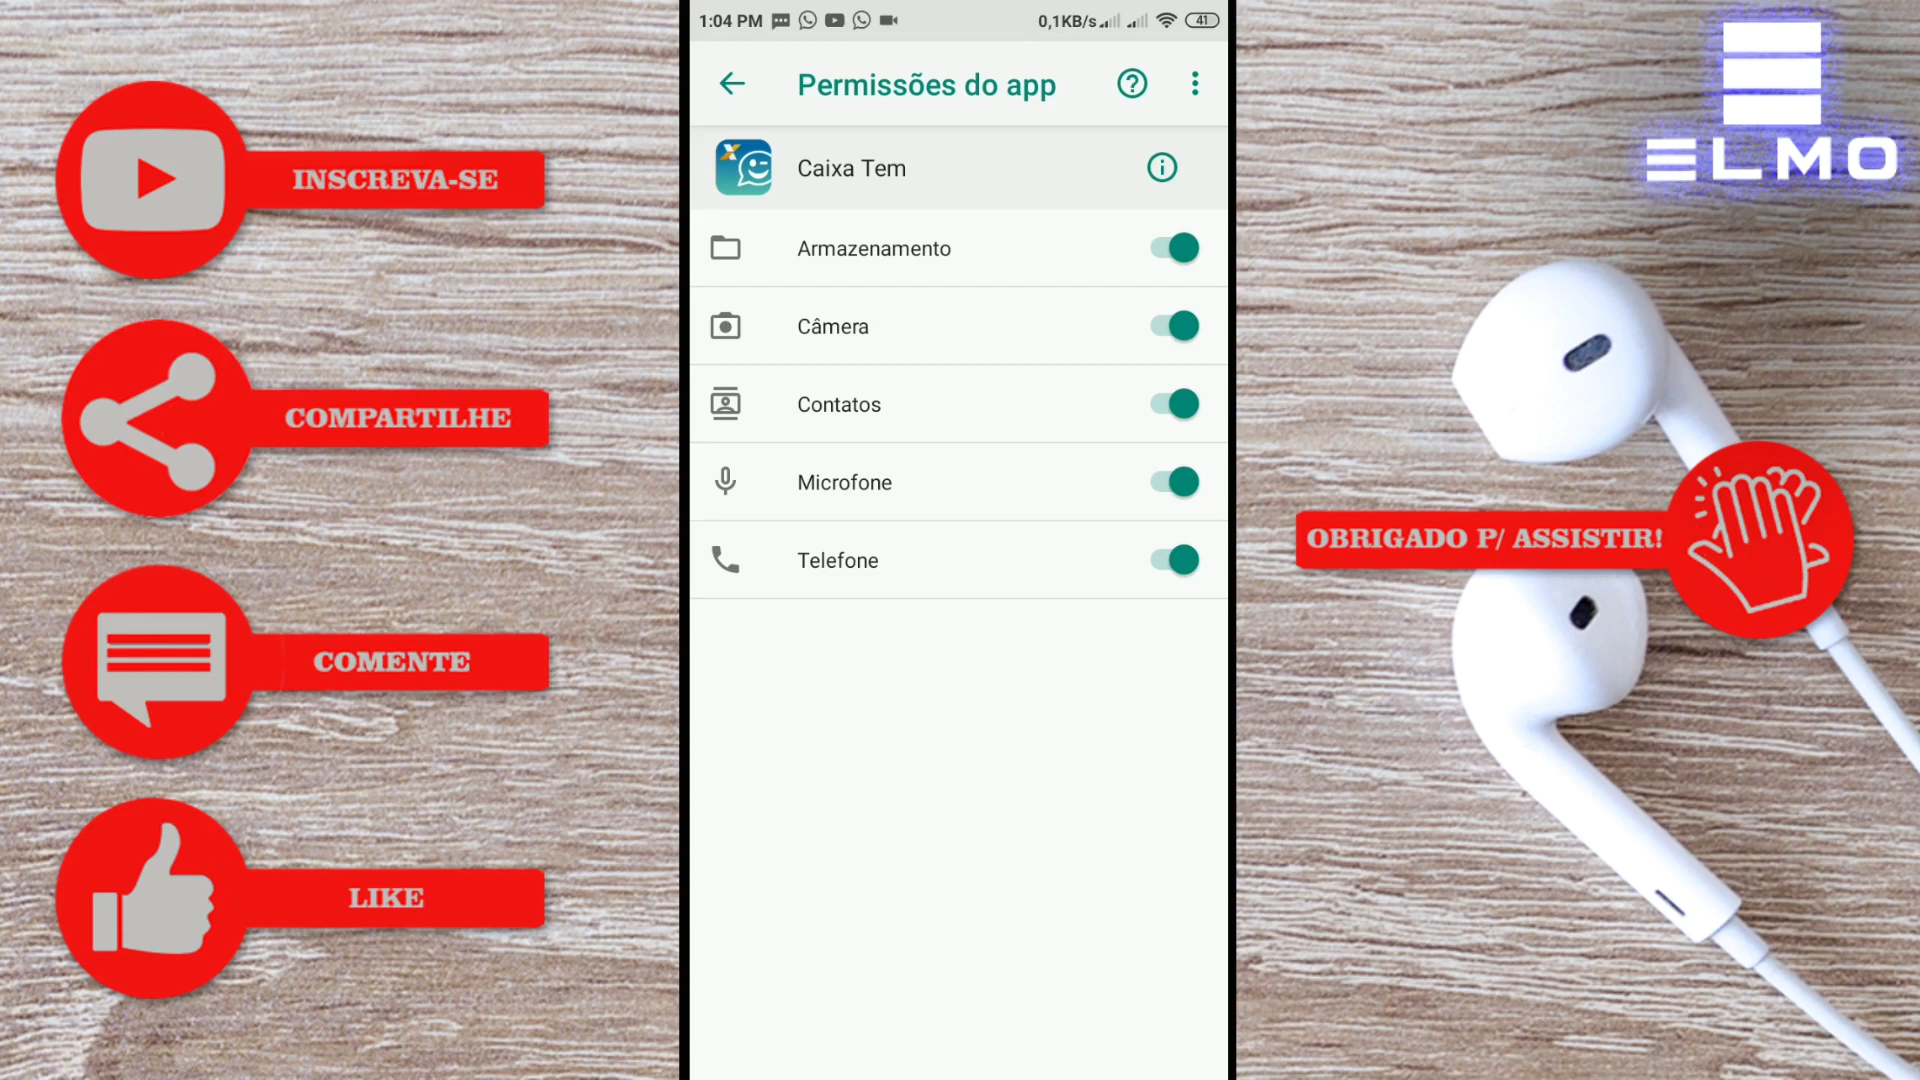 INSCREVA-SE
COMPARTILHE
COMENTE
LIKE
1:04 PM
0,1KB/s
41
Permissões do app
Caixa Tem
Armazenamento
Câmera
Contatos
Microfone
Telefone
ELMO
OBRIGADO P/ ASSISTIR!